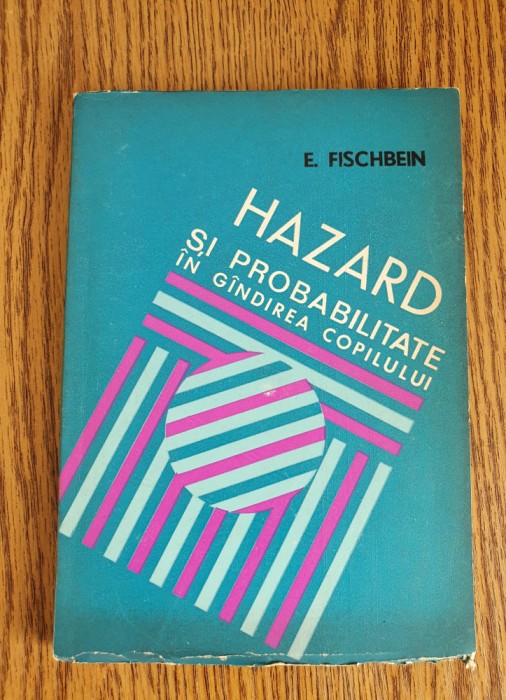 E. FISCHBEIN
HAZARD
ȘI PROBABILITATE
ÎN GÎNDIREA COPILULUI